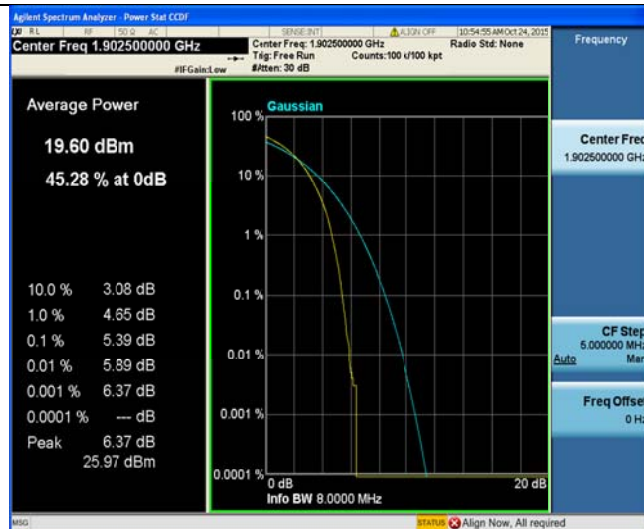 Agilent Spectrum Analyzer - Power Stat CCDF
RL RF 50 Ω AC SENSE:INT ALIGN OFF 10:54:55 AM Oct 24, 2015
Center Freq 1.902500000 GHz
Center Freq: 1.902500000 GHz Radio Std: None
Trig: Free Run Counts:100 k/100 kpt
#IFGain:Low #Atten: 30 dB
Frequency
Center Freq
1.902500000 GHz
CF Step
5.000000 MHz
Auto Man
Freq Offset
0 Hz
Average Power
19.60 dBm
45.28 % at 0dB
10.0 % 3.08 dB
1.0 % 4.65 dB
0.1 % 5.39 dB
0.01 % 5.89 dB
0.001 % 6.37 dB
0.0001 % --- dB
Peak 6.37 dB
25.97 dBm
Gaussian
100 %
10 %
1 %
0.1 %
0.01 %
0.001 %
0.0001 %
0 dB 20 dB
Info BW 8.0000 MHz
MSG STATUS Align Now, All required